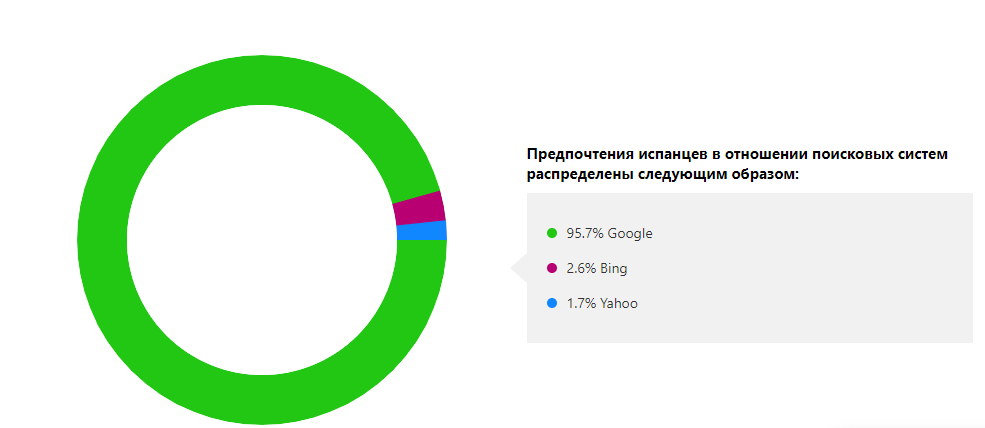 Предпочтения испанцев в отношении поисковых систем
распределены следующим образом:
95.7% Google
2.6% Bing
1.7% Yahoo